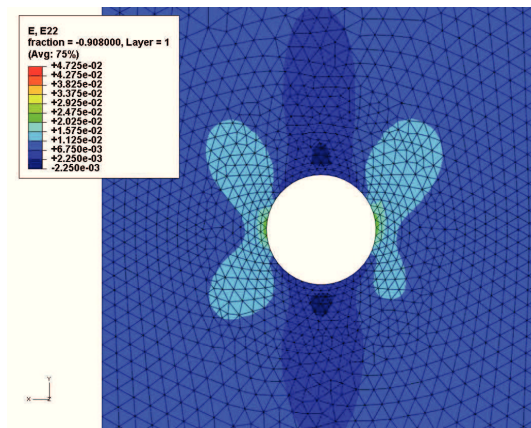 E, E22
fraction = -0.908000, Layer = 1
(Avg: 75%)
+4.725e-02
+4.275e-02
+3.825e-02
+3.375e-02
+2.925e-02
+2.475e-02
+2.025e-02
+1.575e-02
+1.125e-02
+6.750e-03
+2.250e-03
-2.250e-03
Y
X
Z